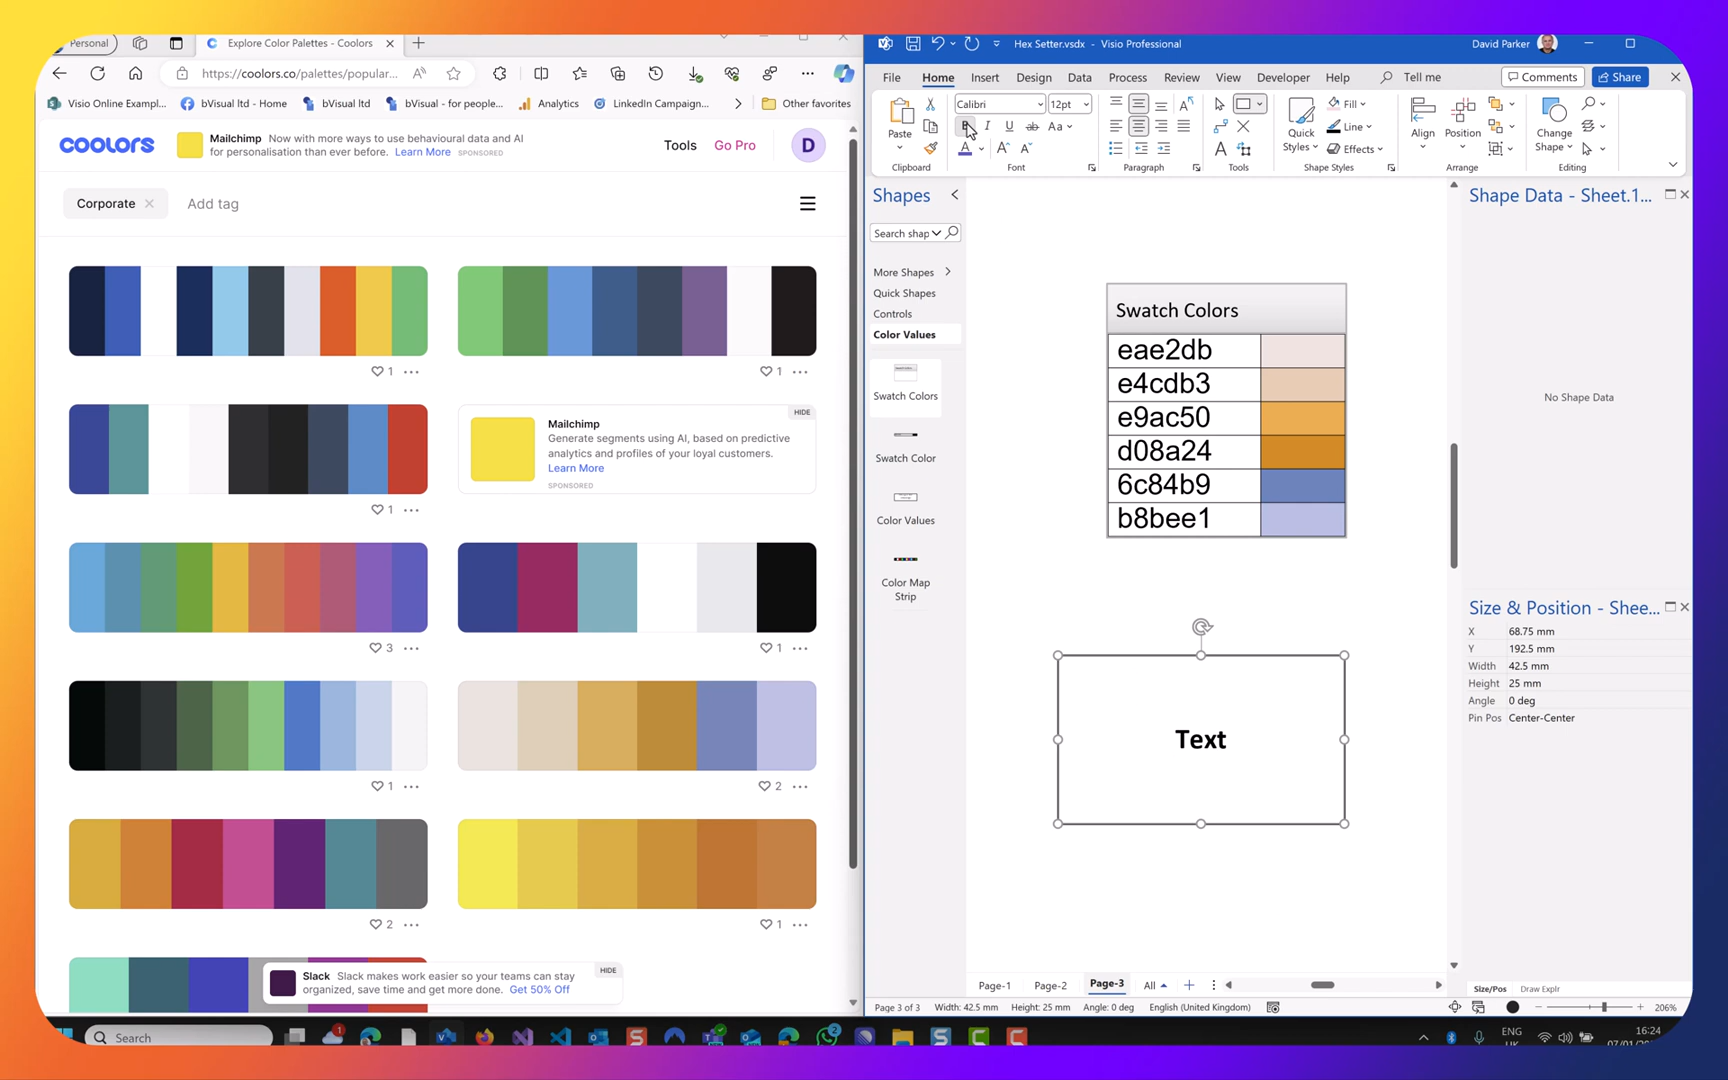 Personal
Explore Color Palettes - Coolors
https://coolors.co/palettes/popular...
Visio Online Exampl...
bVisual ltd - Home
bVisual ltd
bVisual - for people...
Analytics
LinkedIn Campaign...
Other favorites
coolors
Mailchimp
Now with more ways to use behavioural data and AI
for personalisation than ever before. Learn More SPONSORED
Tools
Go Pro
D
Corporate
Add tag
1
1
1
Mailchimp
HIDE
Generate segments using AI, based on predictive
analytics and profiles of your loyal customers.
Learn More
SPONSORED
3
1
1
2
2
1
Slack
Slack makes work easier so your teams can stay
organized, save time and get more done. Get 50% Off
HIDE
Hex Setter.vsdx - Visio Professional
David Parker
File
Home
Insert
Design
Data
Process
Review
View
Developer
Help
Tell me
Comments
Share
Paste
Clipboard
Calibri
12pt
B I U ab Aa
A
Font
Paragraph
Tools
Quick
Styles
Fill
Line
Effects
Shape Styles
Align
Position
Arrange
Change
Shape
Editing
Shapes
Search shap
More Shapes
Quick Shapes
Controls
Color Values
Swatch Colors
Swatch Color
Color Values
Color Map
Strip
Swatch Colors
eae2db
e4cdb3
e9ac50
d08a24
6c84b9
b8bee1
Text
Shape Data - Sheet.1...
No Shape Data
Size & Position - Shee...
X 68.75 mm
Y 192.5 mm
Width 42.5 mm
Height 25 mm
Angle 0 deg
Pin Pos Center-Center
Page-1
Page-2
Page-3
All
Size/Pos
Draw Explr
Page 3 of 3
Width: 42.5 mm
Height: 25 mm
Angle: 0 deg
English (United Kingdom)
206%
Search
1
2
ENG
UK
16:24